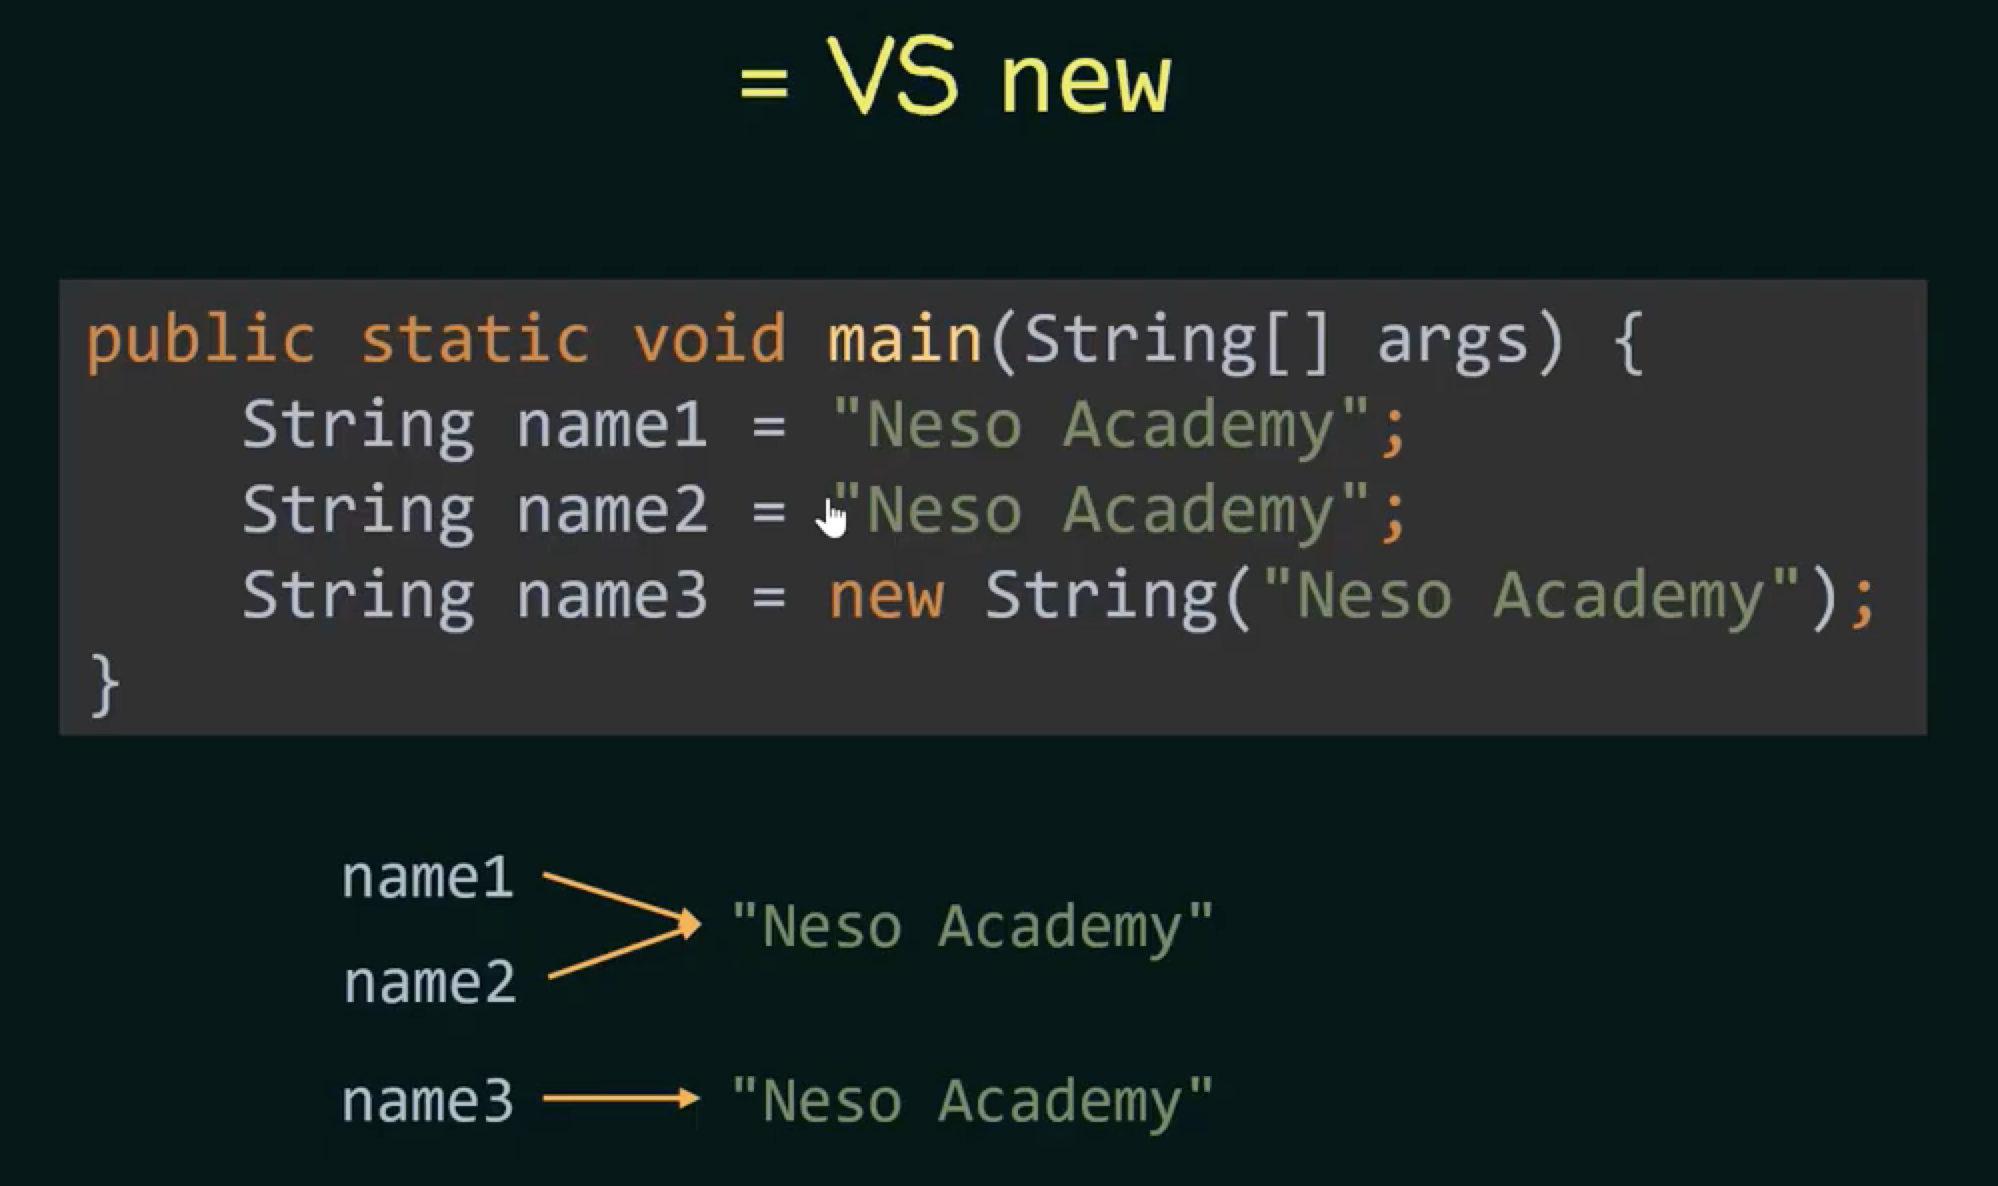 = VS new
public static void main(String[] args) {
    String name1 = "Neso Academy";
    String name2 = "Neso Academy";
    String name3 = new String("Neso Academy");
}
name1
"Neso Academy"
name2
name3
"Neso Academy"